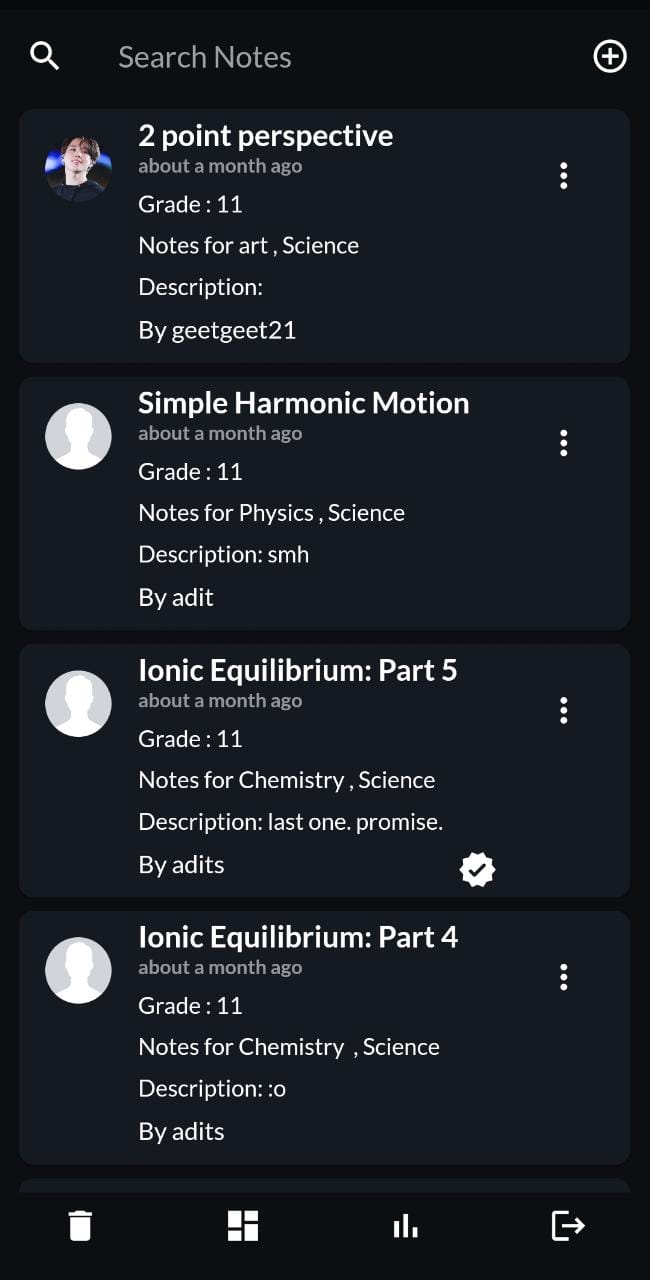 Search Notes
2 point perspective
about a month ago
Grade : 11
Notes for art , Science
Description:
By geetgeet21
Simple Harmonic Motion
about a month ago
Grade : 11
Notes for Physics , Science
Description: smh
By adit
Ionic Equilibrium: Part 5
about a month ago
Grade : 11
Notes for Chemistry , Science
Description: last one. promise.
By adits
Ionic Equilibrium: Part 4
about a month ago
Grade : 11
Notes for Chemistry  , Science
Description: :o
By adits